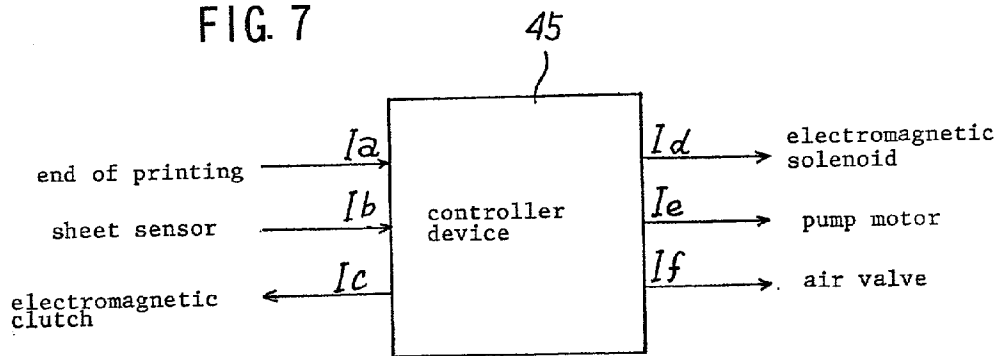 FIG. 7
45
Ia
end of printing
Ib
sheet sensor
Ic
electromagnetic
clutch
controller
device
Id
electromagnetic
solenoid
Ie
pump motor
If
air valve